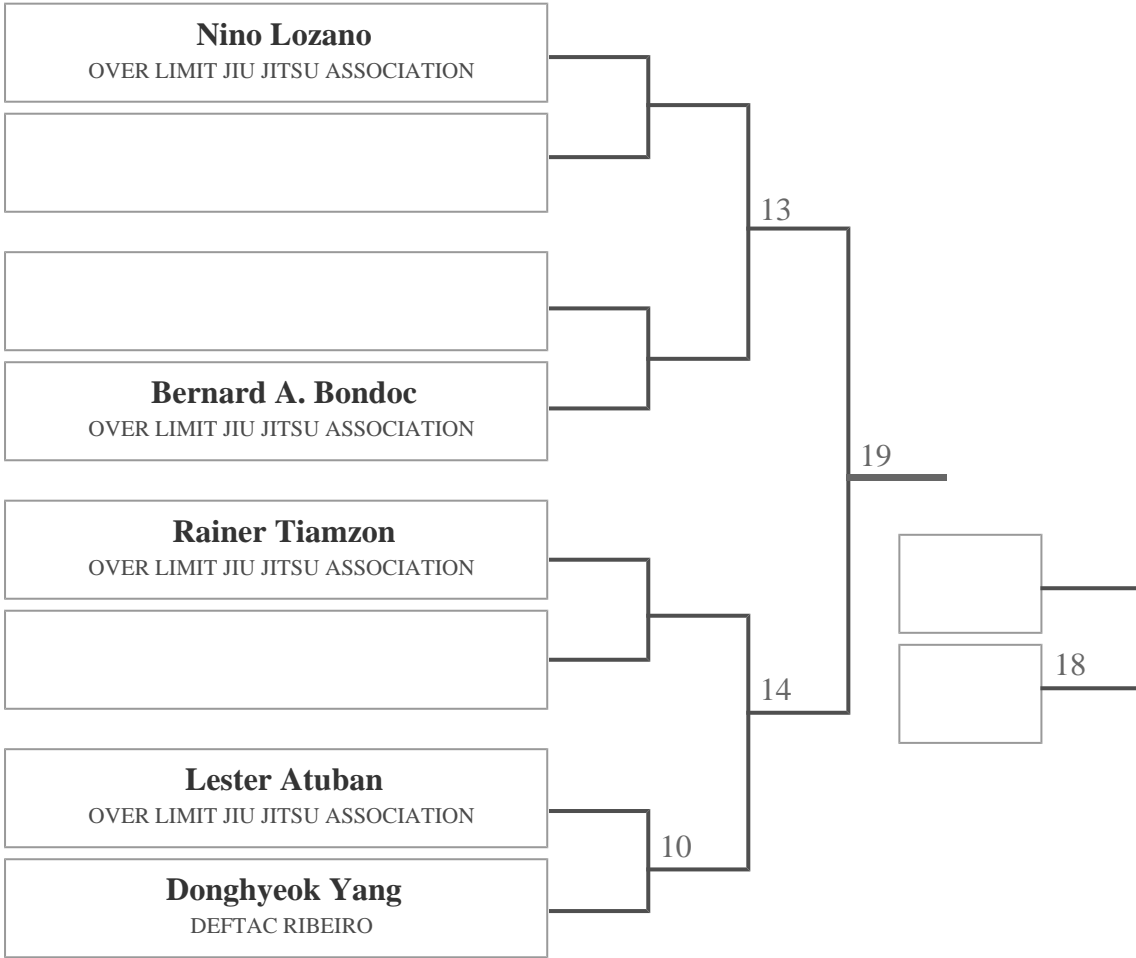 Nino Lozano
OVER LIMIT JIU JITSU ASSOCIATION
13
Bernard A. Bondoc
OVER LIMIT JIU JITSU ASSOCIATION
19
Rainer Tiamzon
OVER LIMIT JIU JITSU ASSOCIATION
18
14
Lester Atuban
OVER LIMIT JIU JITSU ASSOCIATION
10
Donghyeok Yang
DEFTAC RIBEIRO